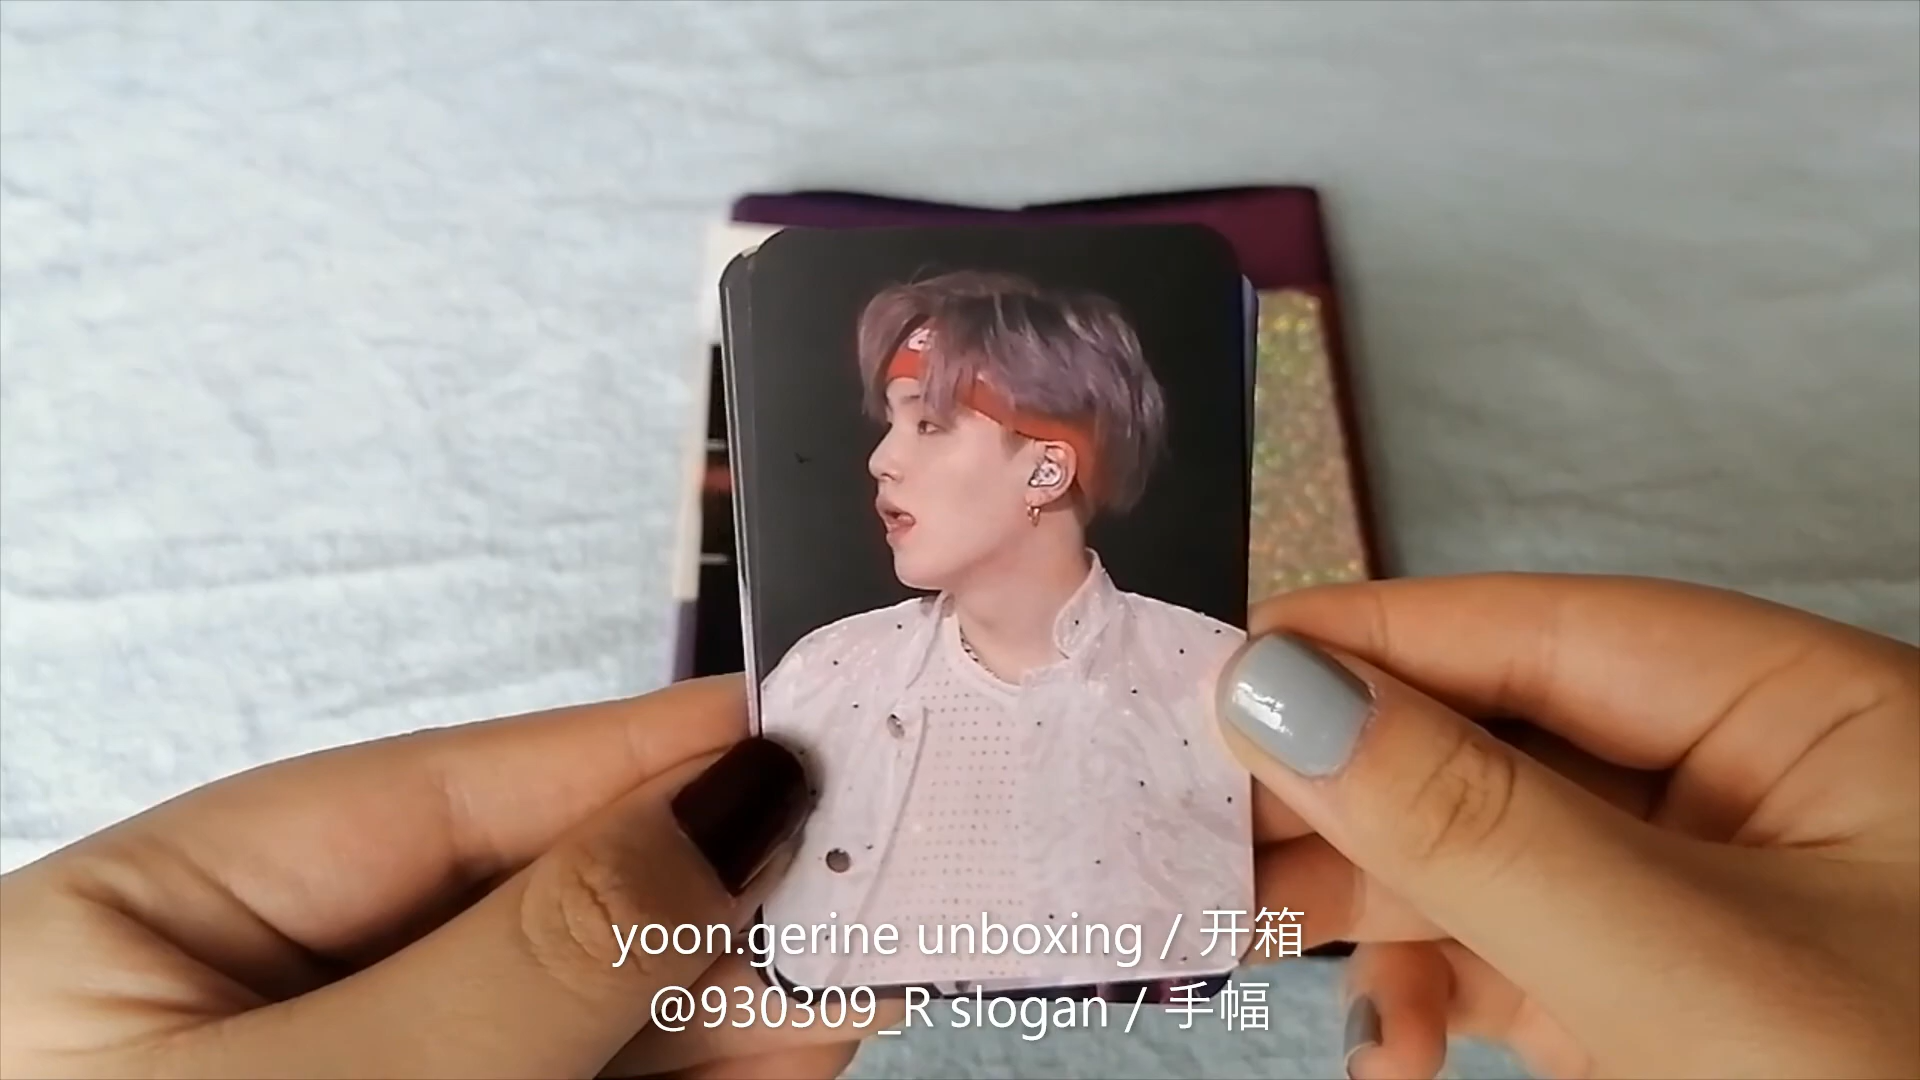 yoon.gerine unboxing / 开箱
@930309_R slogan / 手幅